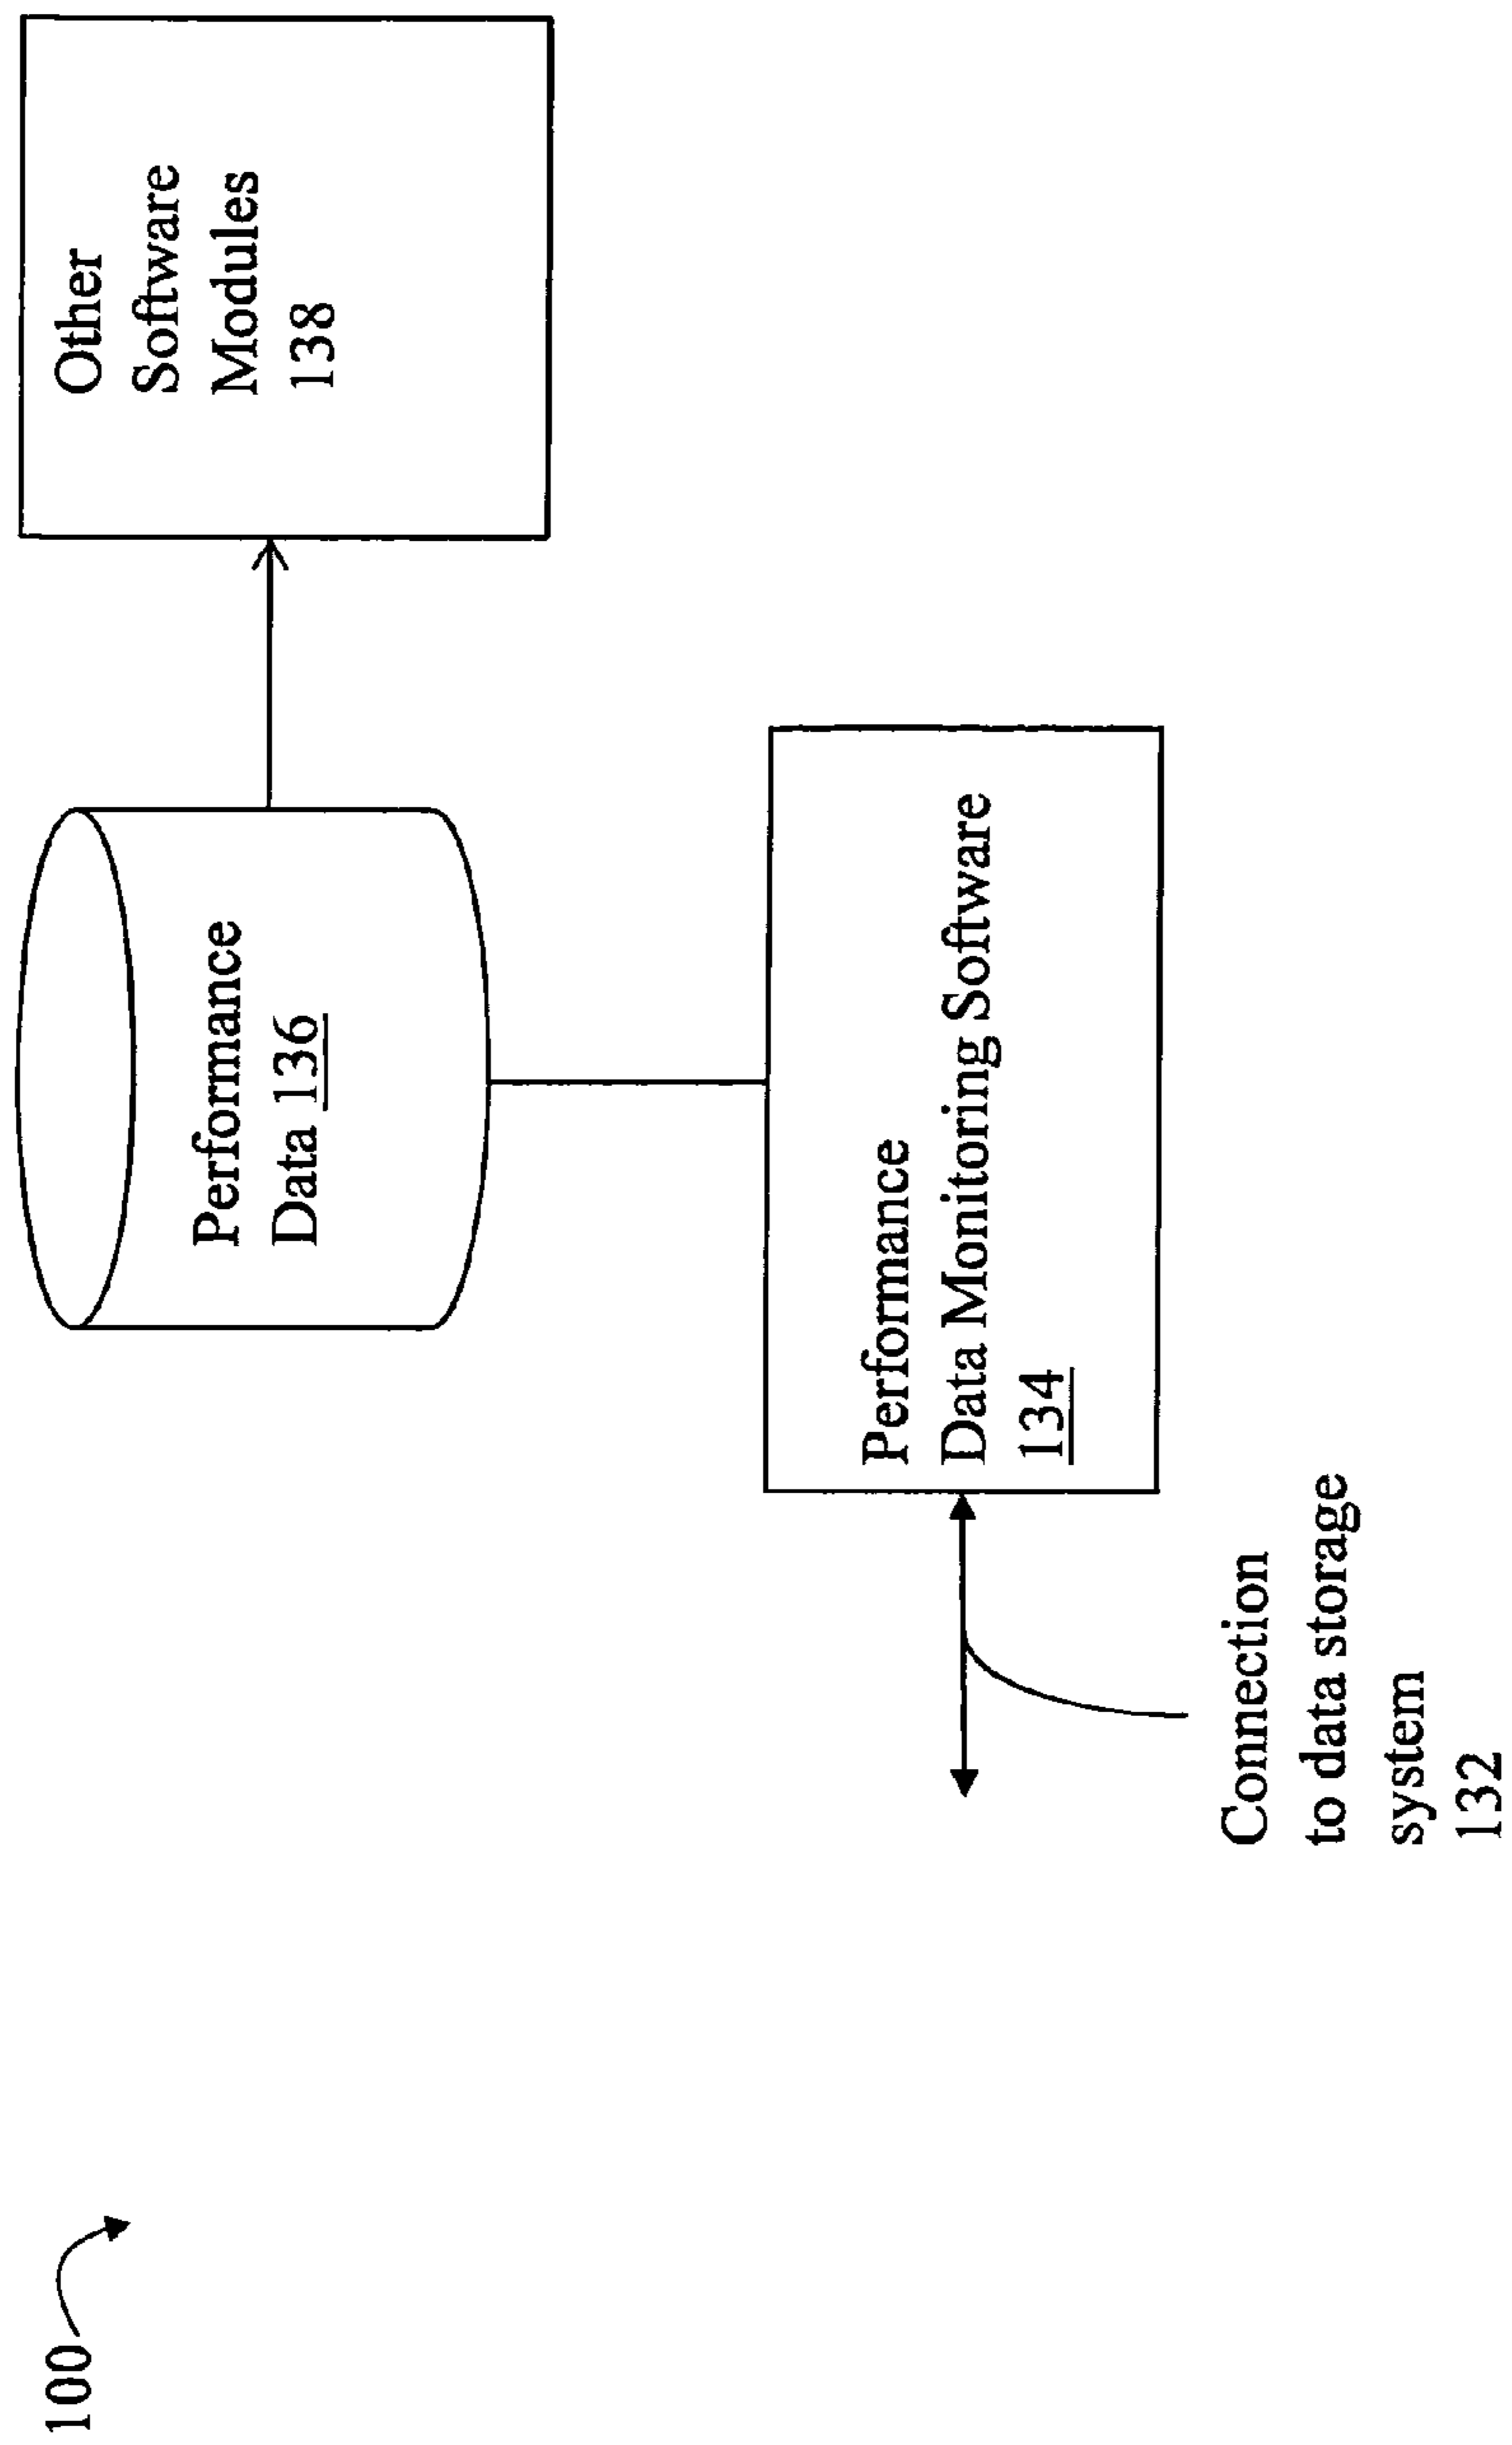 100
Performance
Data 136
Other
Software
Modules
138
Performance
Data Monitoring Software
134
Connection
to data storage
system
132